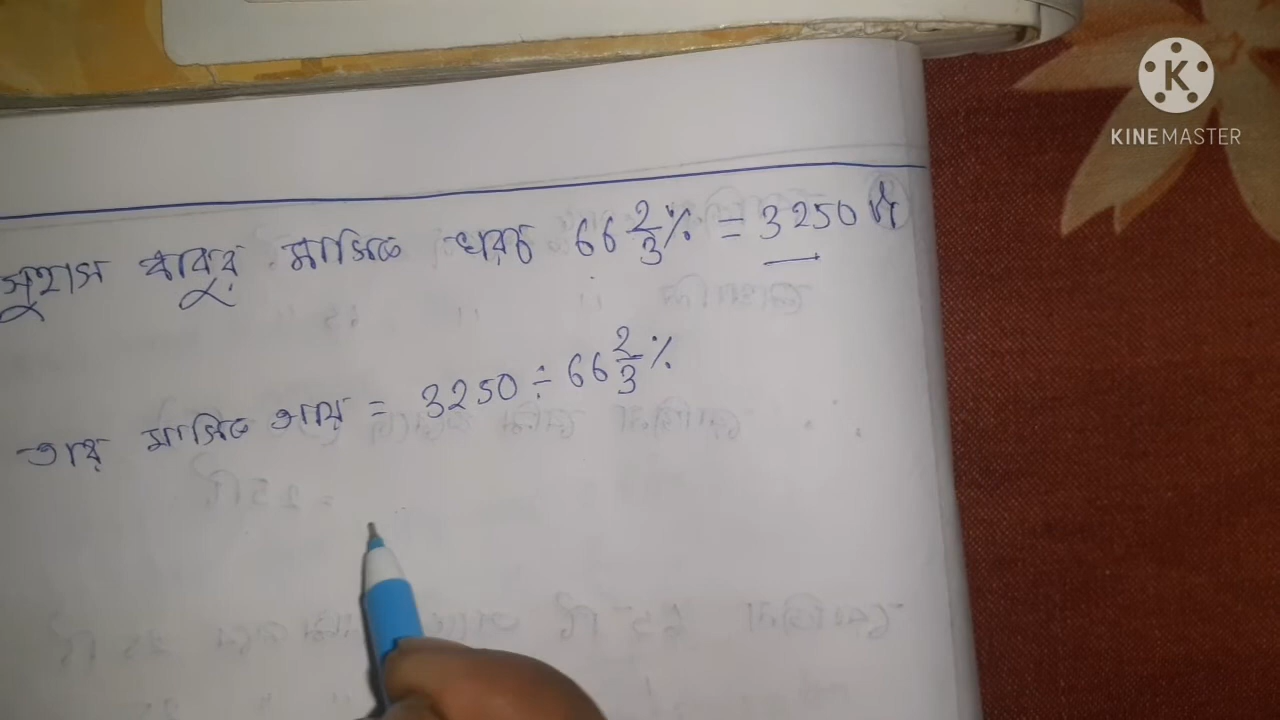 সুহাস বাবুর মাসিক খরচ 66 2/3 % = 3250 টা
KINEMASTER
তার মাসিক আয় = 3250 ÷ 66 2/3 %